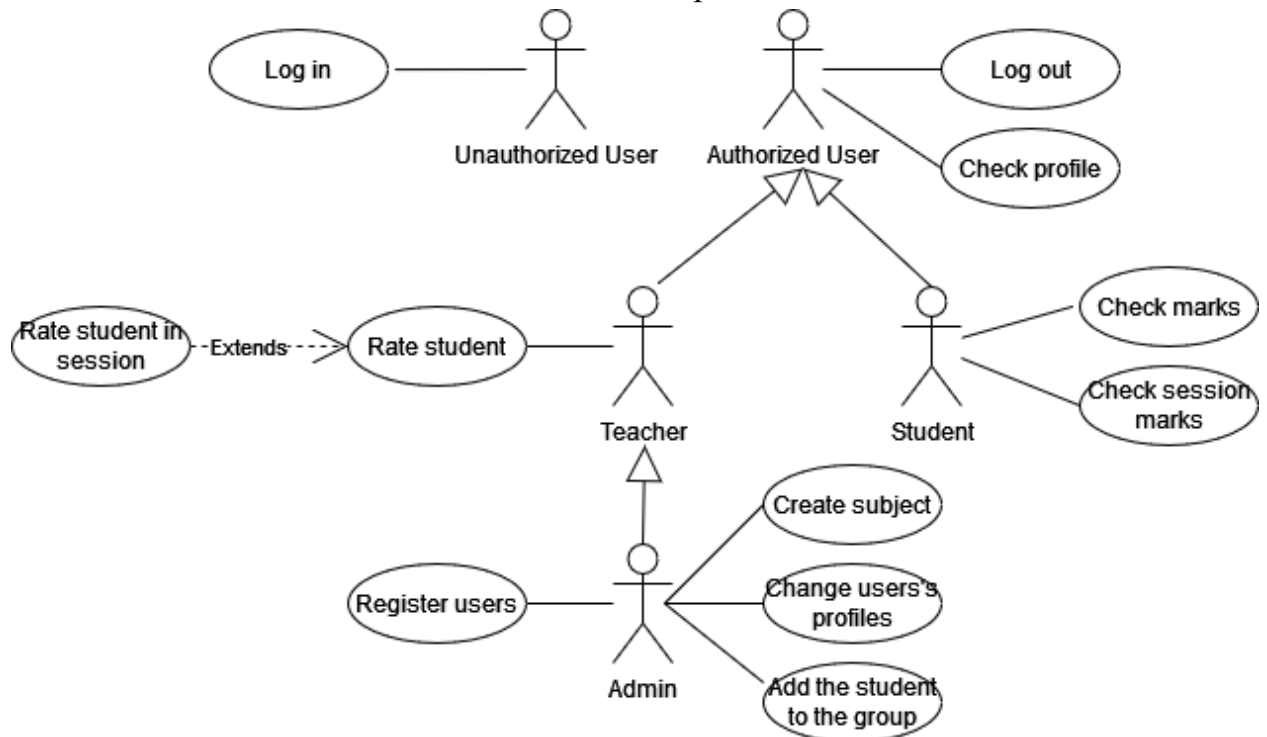 Log in
Log out
Unauthorized User
Authorized User
Check profile
Check marks
Rate student in
session
Extends
Rate student
Check session
marks
Teacher
Student
Create subject
Register users
Change users's
profiles
Admin
Add the student
to the group